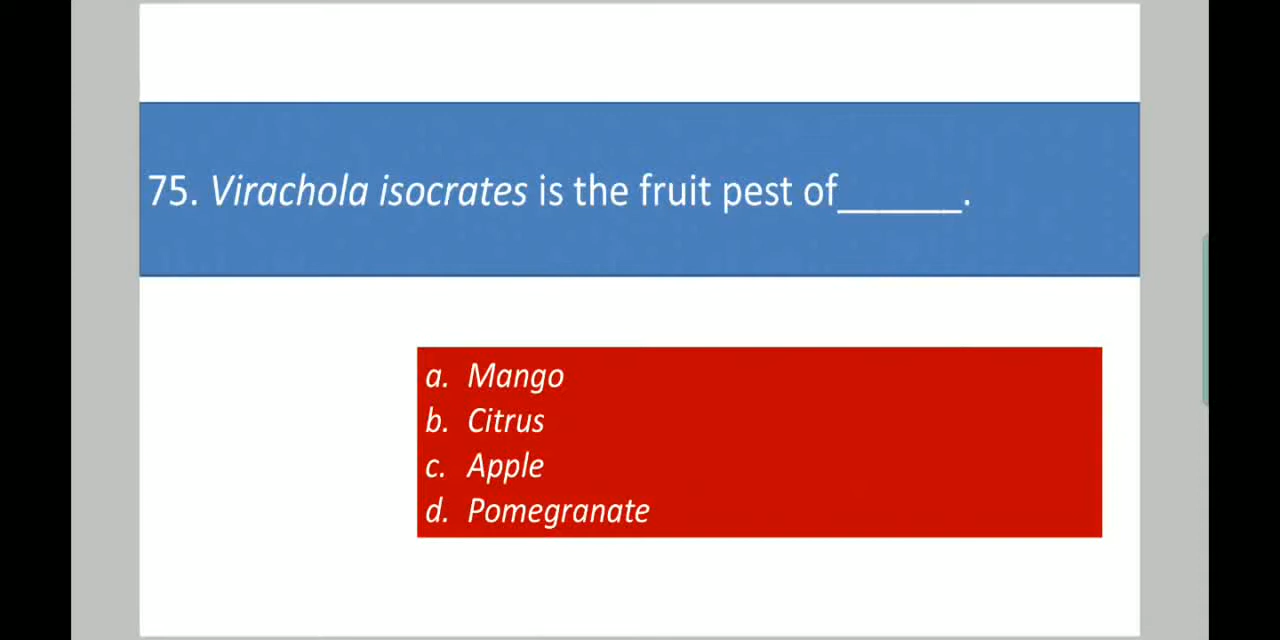 75. Virachola isocrates is the fruit pest of______.
a. Mango
b. Citrus
c. Apple
d. Pomegranate